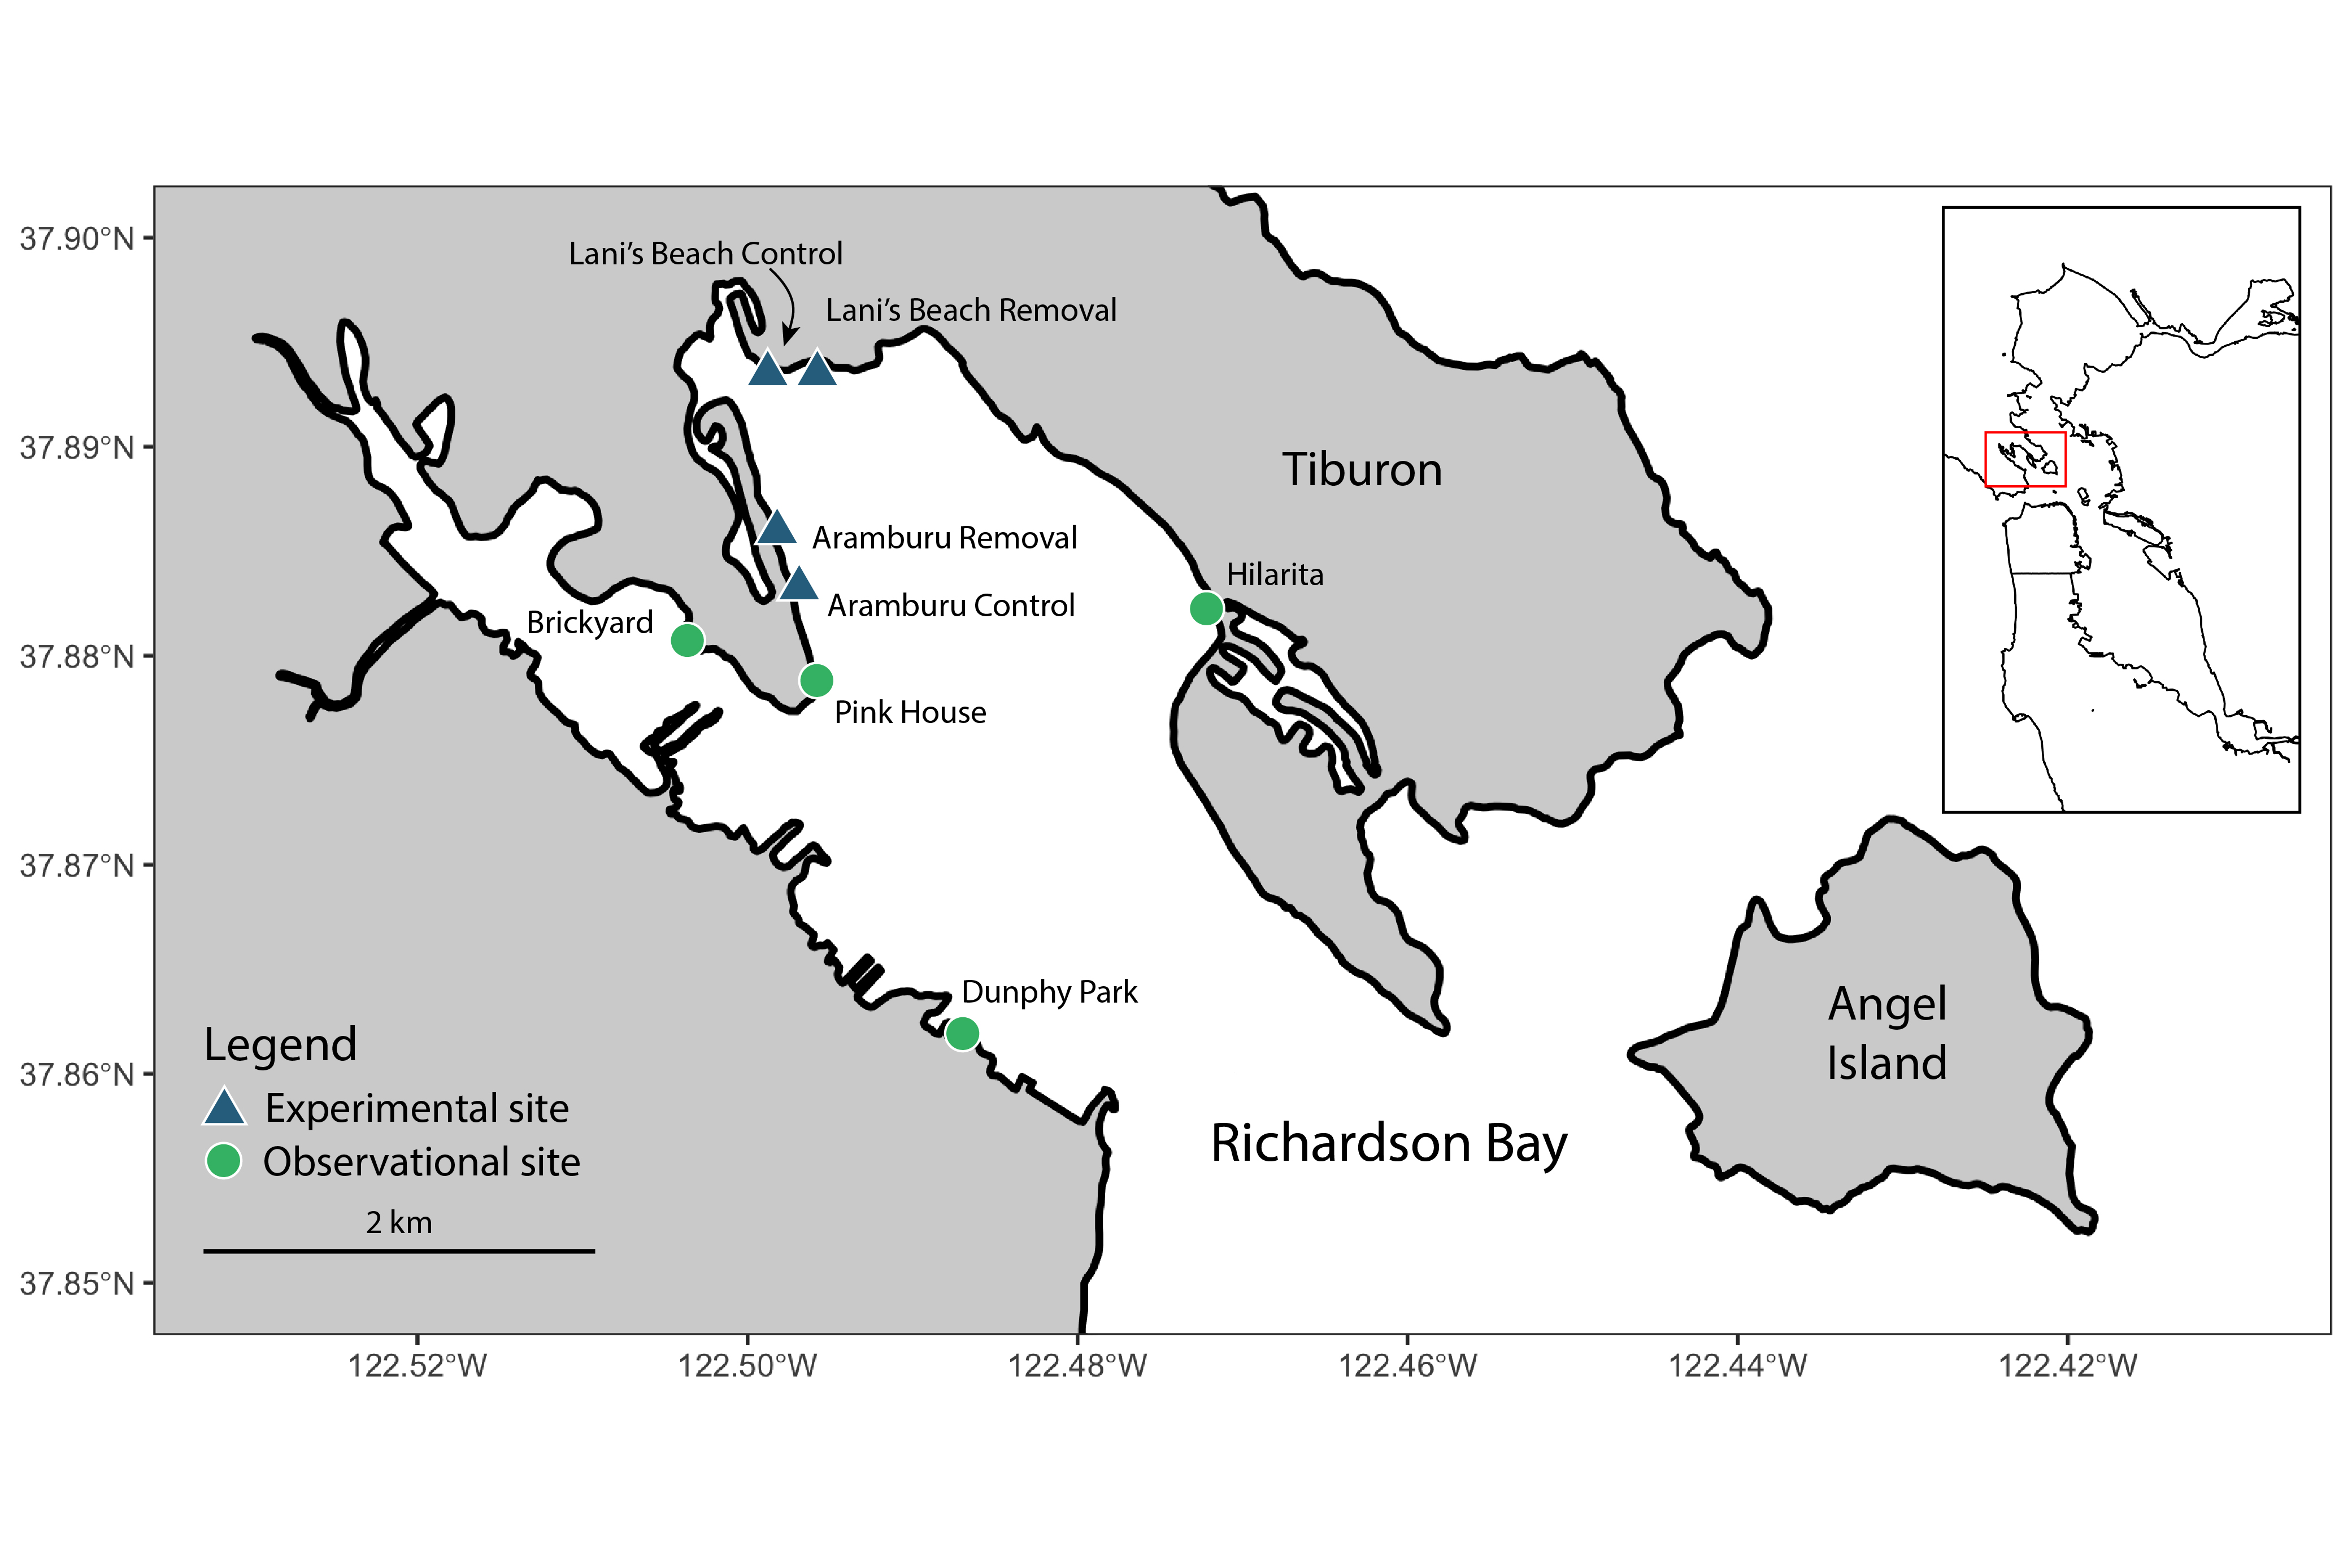 37.90°N
37.89°N
37.88°N
37.87°N
37.86°N
37.85°N
Lani’s Beach Control
Lani’s Beach Removal
Tiburon
Aramburu Removal
Hilarita
Aramburu Control
Brickyard
Pink House
Dunphy Park
Angel
Island
Richardson Bay
Legend
Experimental site
Observational site
2 km
122.52°W
122.50°W
122.48°W
122.46°W
122.44°W
122.42°W